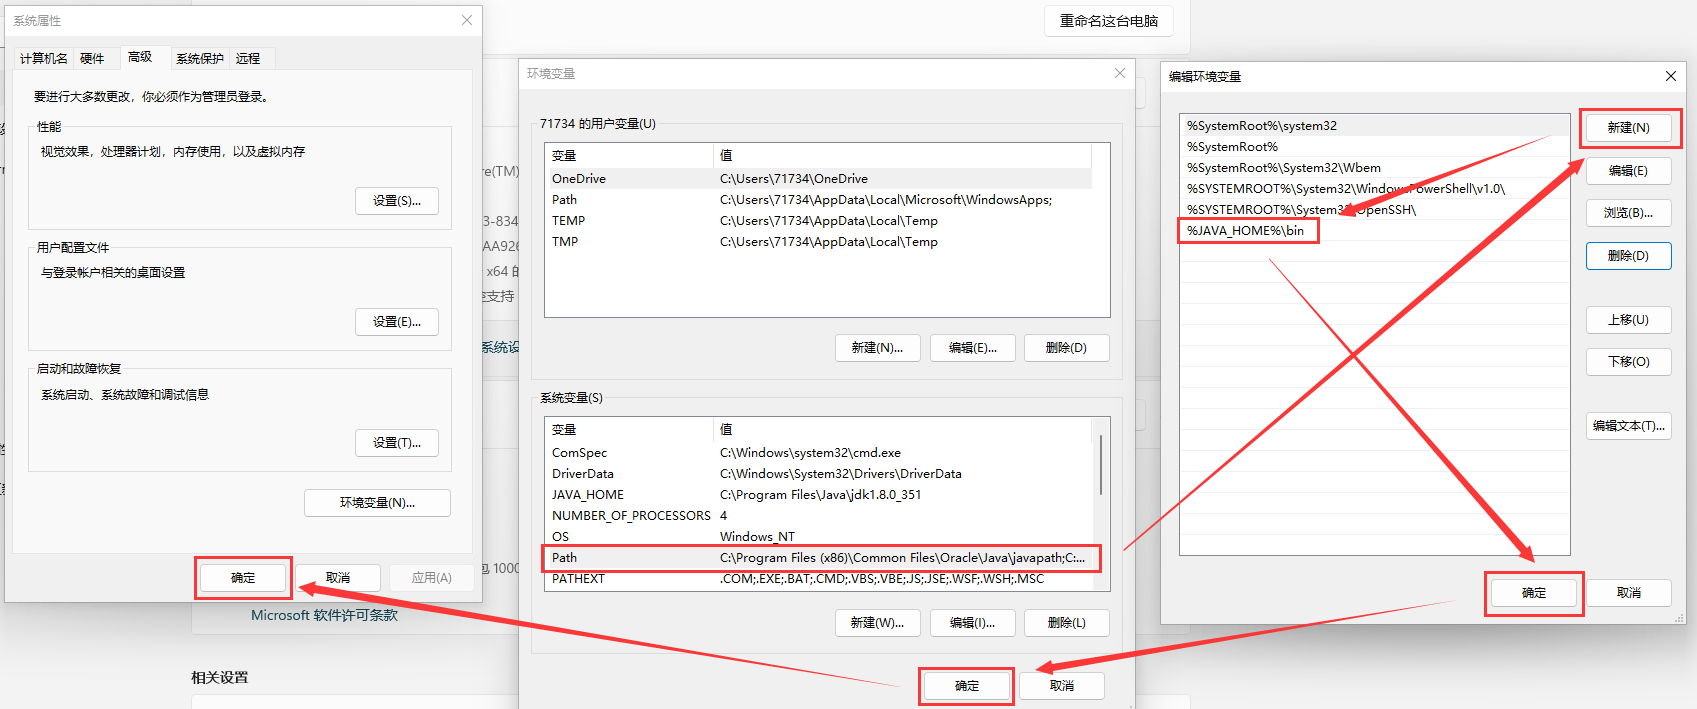 重命名这台电脑
系统属性
计算机名
硬件
高级
系统保护
远程
要进行大多数更改，你必须作为管理员登录。
性能
视觉效果，处理器计划，内存使用，以及虚拟内存
设置(S)...
用户配置文件
与登录帐户相关的桌面设置
设置(E)...
启动和故障恢复
系统启动、系统故障和调试信息
设置(T)...
环境变量(N)...
确定
取消
应用(A)
re(TM)
3-834
AA926
x64 的
支持
系统设
包 1000
Microsoft 软件许可条款
相关设置
环境变量
71734 的用户变量(U)
变量 值
OneDrive C:\Users\71734\OneDrive
Path C:\Users\71734\AppData\Local\Microsoft\WindowsApps;
TEMP C:\Users\71734\AppData\Local\Temp
TMP C:\Users\71734\AppData\Local\Temp
新建(N)...
编辑(E)...
删除(D)
系统变量(S)
变量 值
ComSpec C:\Windows\system32\cmd.exe
DriverData C:\Windows\System32\Drivers\DriverData
JAVA_HOME C:\Program Files\Java\jdk1.8.0_351
NUMBER_OF_PROCESSORS 4
OS Windows_NT
Path C:\Program Files (x86)\Common Files\Oracle\Java\javapath;C:...
PATHEXT .COM;.EXE;.BAT;.CMD;.VBS;.VBE;.JS;.JSE;.WSF;.WSH;.MSC
新建(W)...
编辑(I)...
删除(L)
确定
取消
编辑环境变量
%SystemRoot%\system32
%SystemRoot%
%SystemRoot%\System32\Wbem
%SYSTEMROOT%\System32\WindowsPowerShell\v1.0\
%SYSTEMROOT%\System32\OpenSSH\
%JAVA_HOME%\bin
新建(N)
编辑(E)
浏览(B)...
删除(D)
上移(U)
下移(O)
编辑文本(T)...
确定
取消